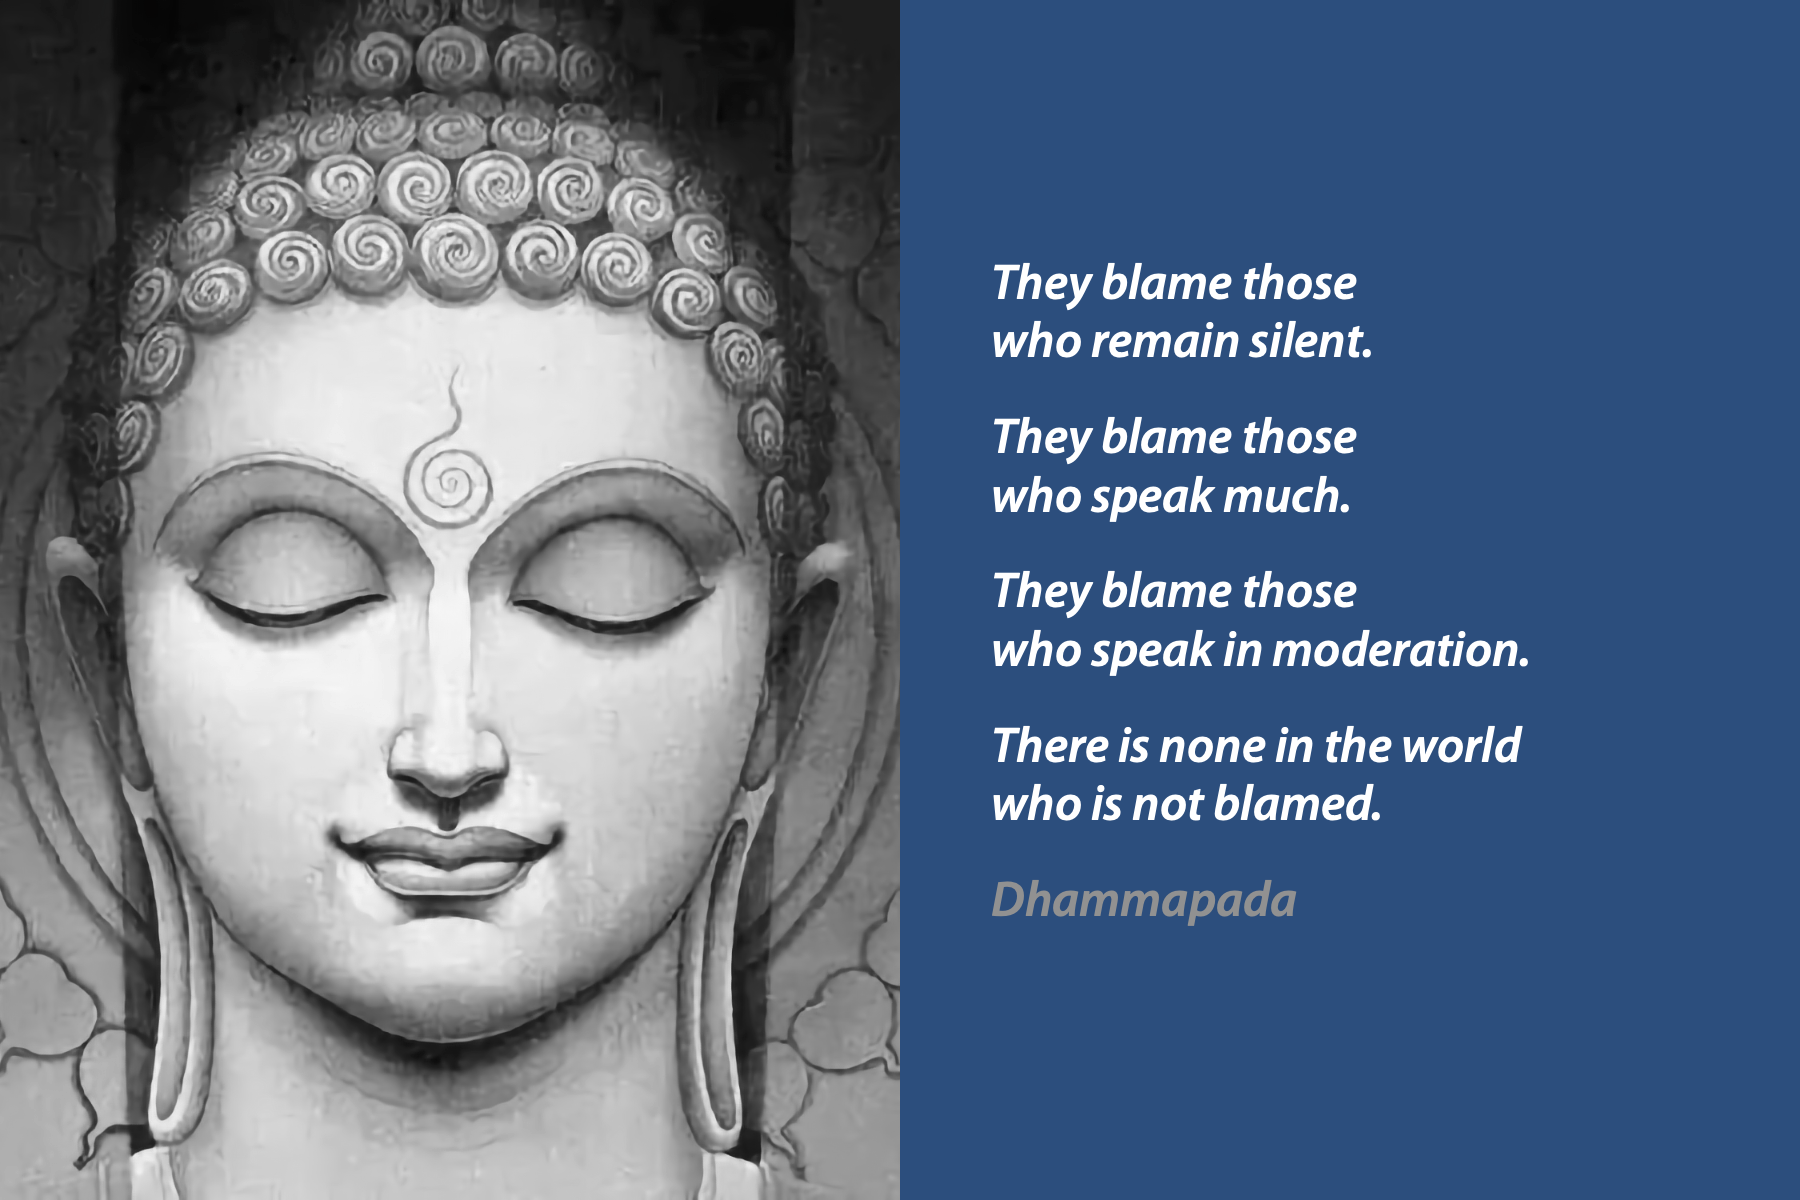 They blame those
who remain silent.
They blame those
who speak much.
They blame those
who speak in moderation.
There is none in the world
who is not blamed.
Dhammapada